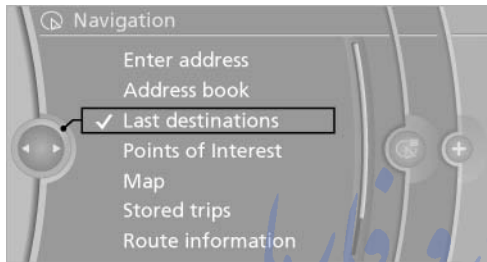 Navigation
Enter address
Address book
Last destinations
Points of Interest
Map
Stored trips
Route information